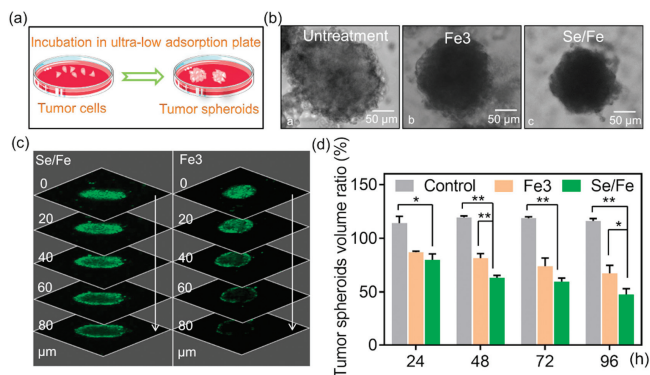 (a)
Incubation in ultra-low adsorption plate
Tumor cells
Tumor spheroids
(b)
Untreatment
Fe3
Se/Fe
a
50 µm
b
50 µm
c
50 µm
(c)
Se/Fe
Fe3
0
20
40
60
80
µm
0
20
40
60
80
µm
(d)
Control
Fe3
Se/Fe
Tumor spheroids volume ratio (%)
150
100
50
0
*
**
**
**
**
*
24
48
72
96
(h)